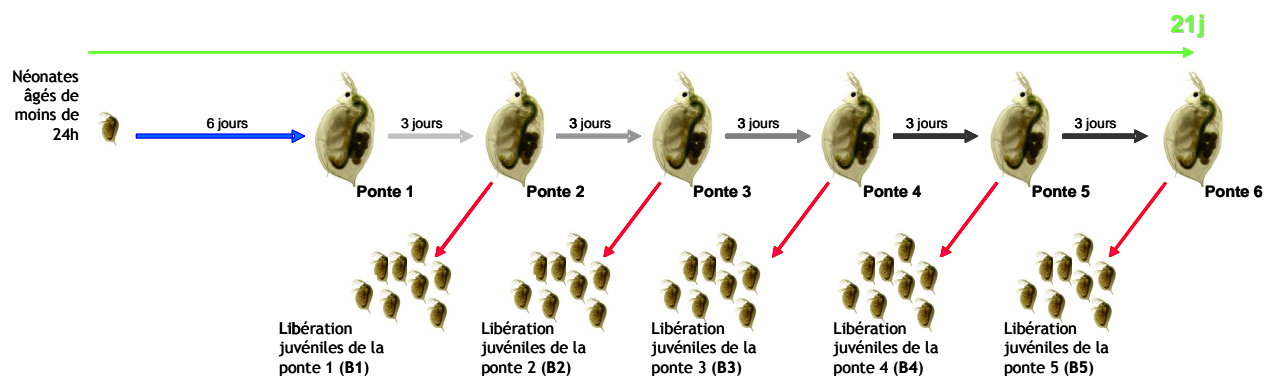 21j
Néonates
âgés de
moins de
24h
6 jours
3 jours
3 jours
3 jours
3 jours
3 jours
Ponte 1
Ponte 2
Ponte 3
Ponte 4
Ponte 5
Ponte 6
Libération
juvéniles de la
ponte 1 (B1)
Libération
juvéniles de la
ponte 2 (B2)
Libération
juvéniles de la
ponte 3 (B3)
Libération
juvéniles de la
ponte 4 (B4)
Libération
juvéniles de la
ponte 5 (B5)